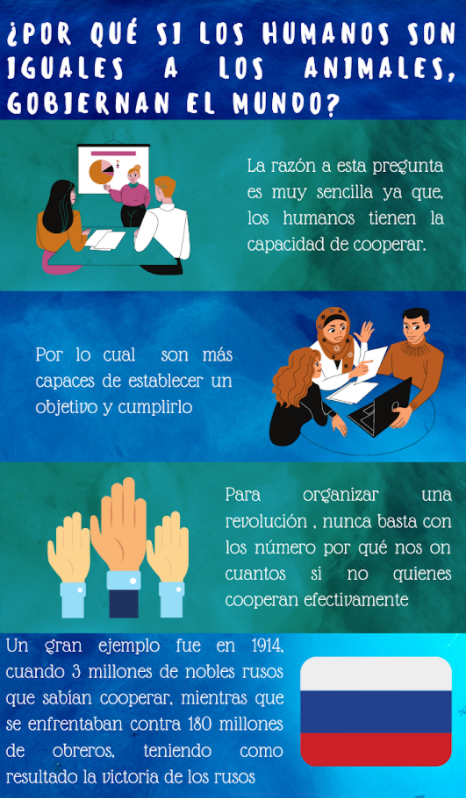 ¿POR QUÉ SI LOS HUMANOS SON
IGUALES A LOS ANIMALES,
GOBIERNAN EL MUNDO?
La razón a esta pregunta
es muy sencilla ya que,
los humanos tienen la
capacidad de cooperar.
Por lo cual son más
capaces de establecer un
objetivo y cumplirlo
Para organizar una
revolución , nunca basta con
los número por qué nos on
cuantos si no quienes
cooperan efectivamente
Un gran ejemplo fue en 1914,
cuando 3 millones de nobles rusos
que sabían cooperar, mientras que
se enfrentaban contra 180 millones
de obreros, teniendo como
resultado la victoria de los rusos